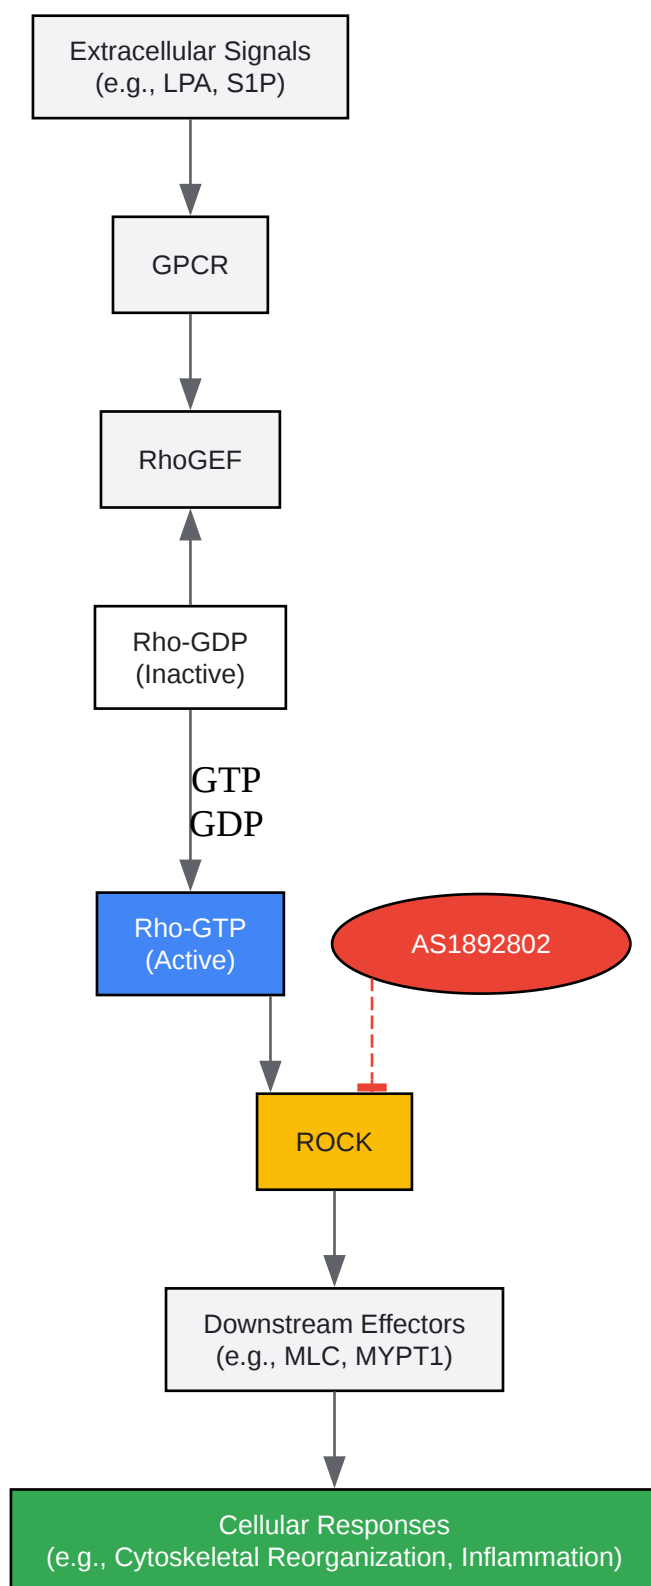 Extracellular Signals
(e.g., LPA, S1P)
GPCR
RhoGEF
Rho-GDP
(Inactive)
GTP
GDP
Rho-GTP
(Active)
AS1892802
ROCK
Downstream Effectors
(e.g., MLC, MYPT1)
Cellular Responses
(e.g., Cytoskeletal Reorganization, Inflammation)